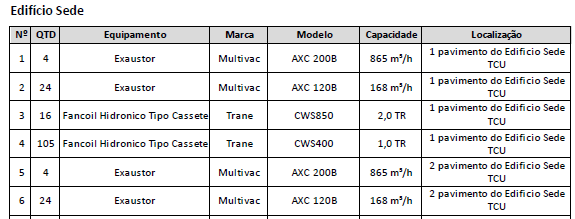 Edifício Sede
Nº QTD Equipamento Marca Modelo Capacidade Localização
1 4 Exaustor Multivac AXC 200B 865 m³/h 1 pavimento do Edificio Sede TCU
2 24 Exaustor Multivac AXC 120B 168 m³/h 1 pavimento do Edificio Sede TCU
3 16 Fancoil Hidronico Tipo Cassete Trane CWS850 2,0 TR 1 pavimento do Edificio Sede TCU
4 105 Fancoil Hidronico Tipo Cassete Trane CWS400 1,0 TR 1 pavimento do Edificio Sede TCU
5 4 Exaustor Multivac AXC 200B 865 m³/h 2 pavimento do Edificio Sede TCU
6 24 Exaustor Multivac AXC 120B 168 m³/h 2 pavimento do Edificio Sede TCU